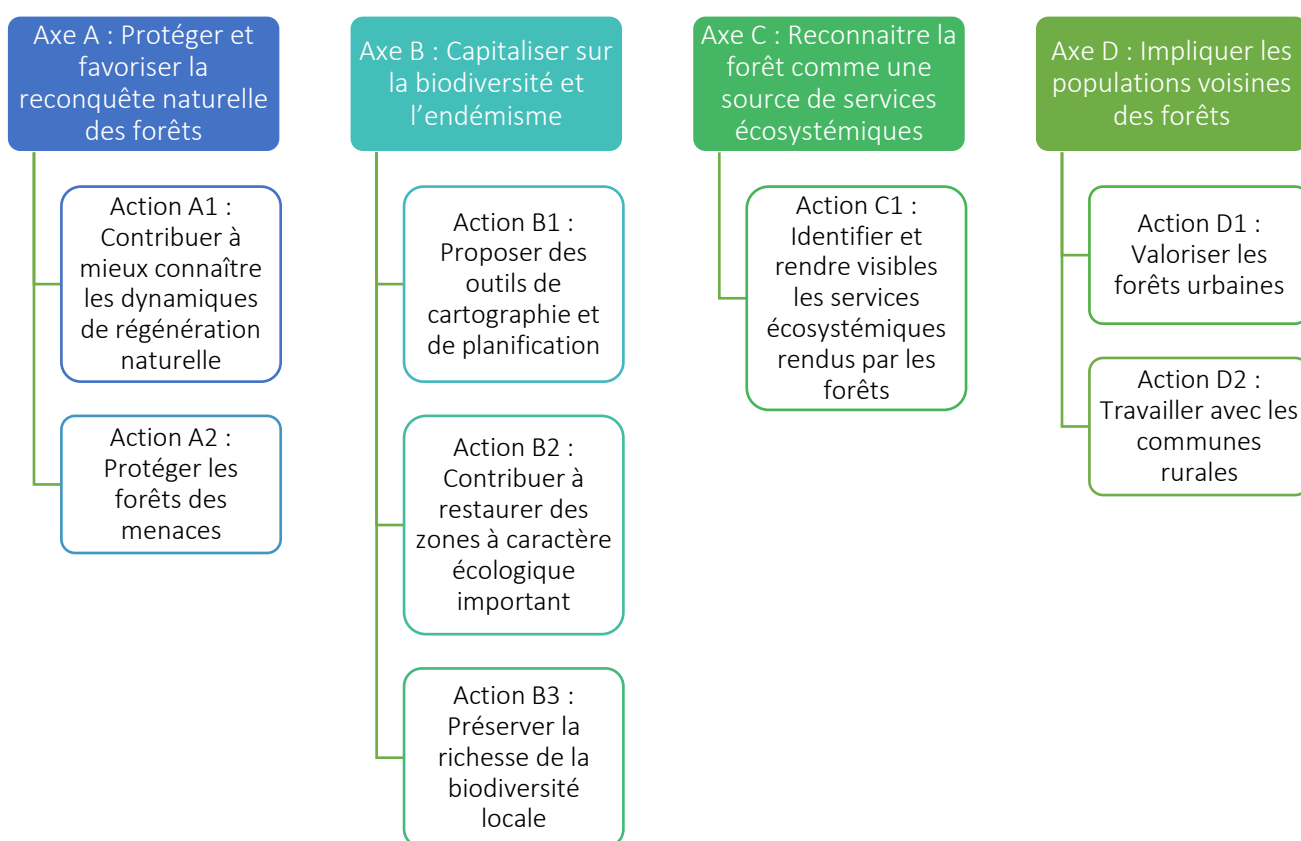 Axe A : Protéger et
favoriser la
reconquête naturelle
des forêts
Action A1 :
Contribuer à
mieux connaître
les dynamiques
de régénération
naturelle
Action A2 :
Protéger les
forêts des
menaces
Axe B : Capitaliser sur
la biodiversité et
l’endémisme
Action B1 :
Proposer des
outils de
cartographie et
de planification
Action B2 :
Contribuer à
restaurer des
zones à caractère
écologique
important
Action B3 :
Préserver la
richesse de la
biodiversité
locale
Axe C : Reconnaitre la
forêt comme une
source de services
écosystémiques
Action C1 :
Identifier et
rendre visibles
les services
écosystémiques
rendus par les
forêts
Axe D : Impliquer les
populations voisines
des forêts
Action D1 :
Valoriser les
forêts urbaines
Action D2 :
Travailler avec les
communes
rurales